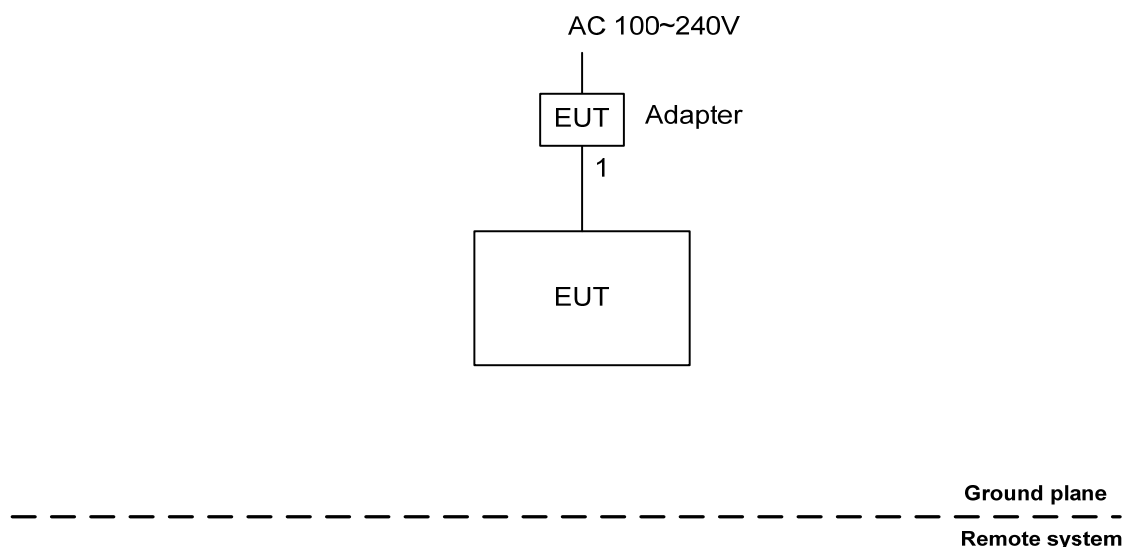 AC 100~240V
EUT
Adapter
1
EUT
Ground plane
Remote system